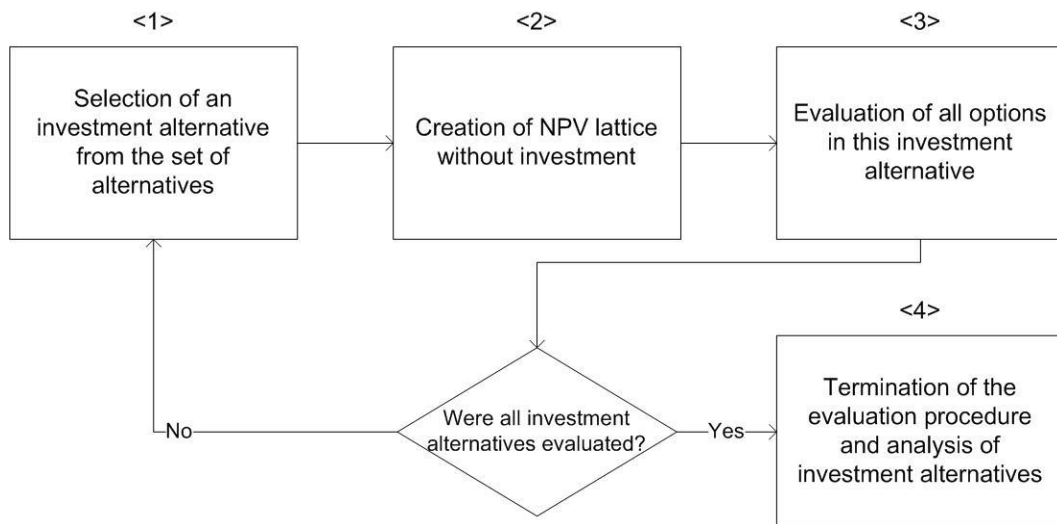 <1>
Selection of an
investment alternative
from the set of
alternatives
<2>
Creation of NPV lattice
without investment
<3>
Evaluation of all options
in this investment
alternative
Were all investment
alternatives evaluated?
No
Yes
<4>
Termination of the
evaluation procedure
and analysis of
investment alternatives